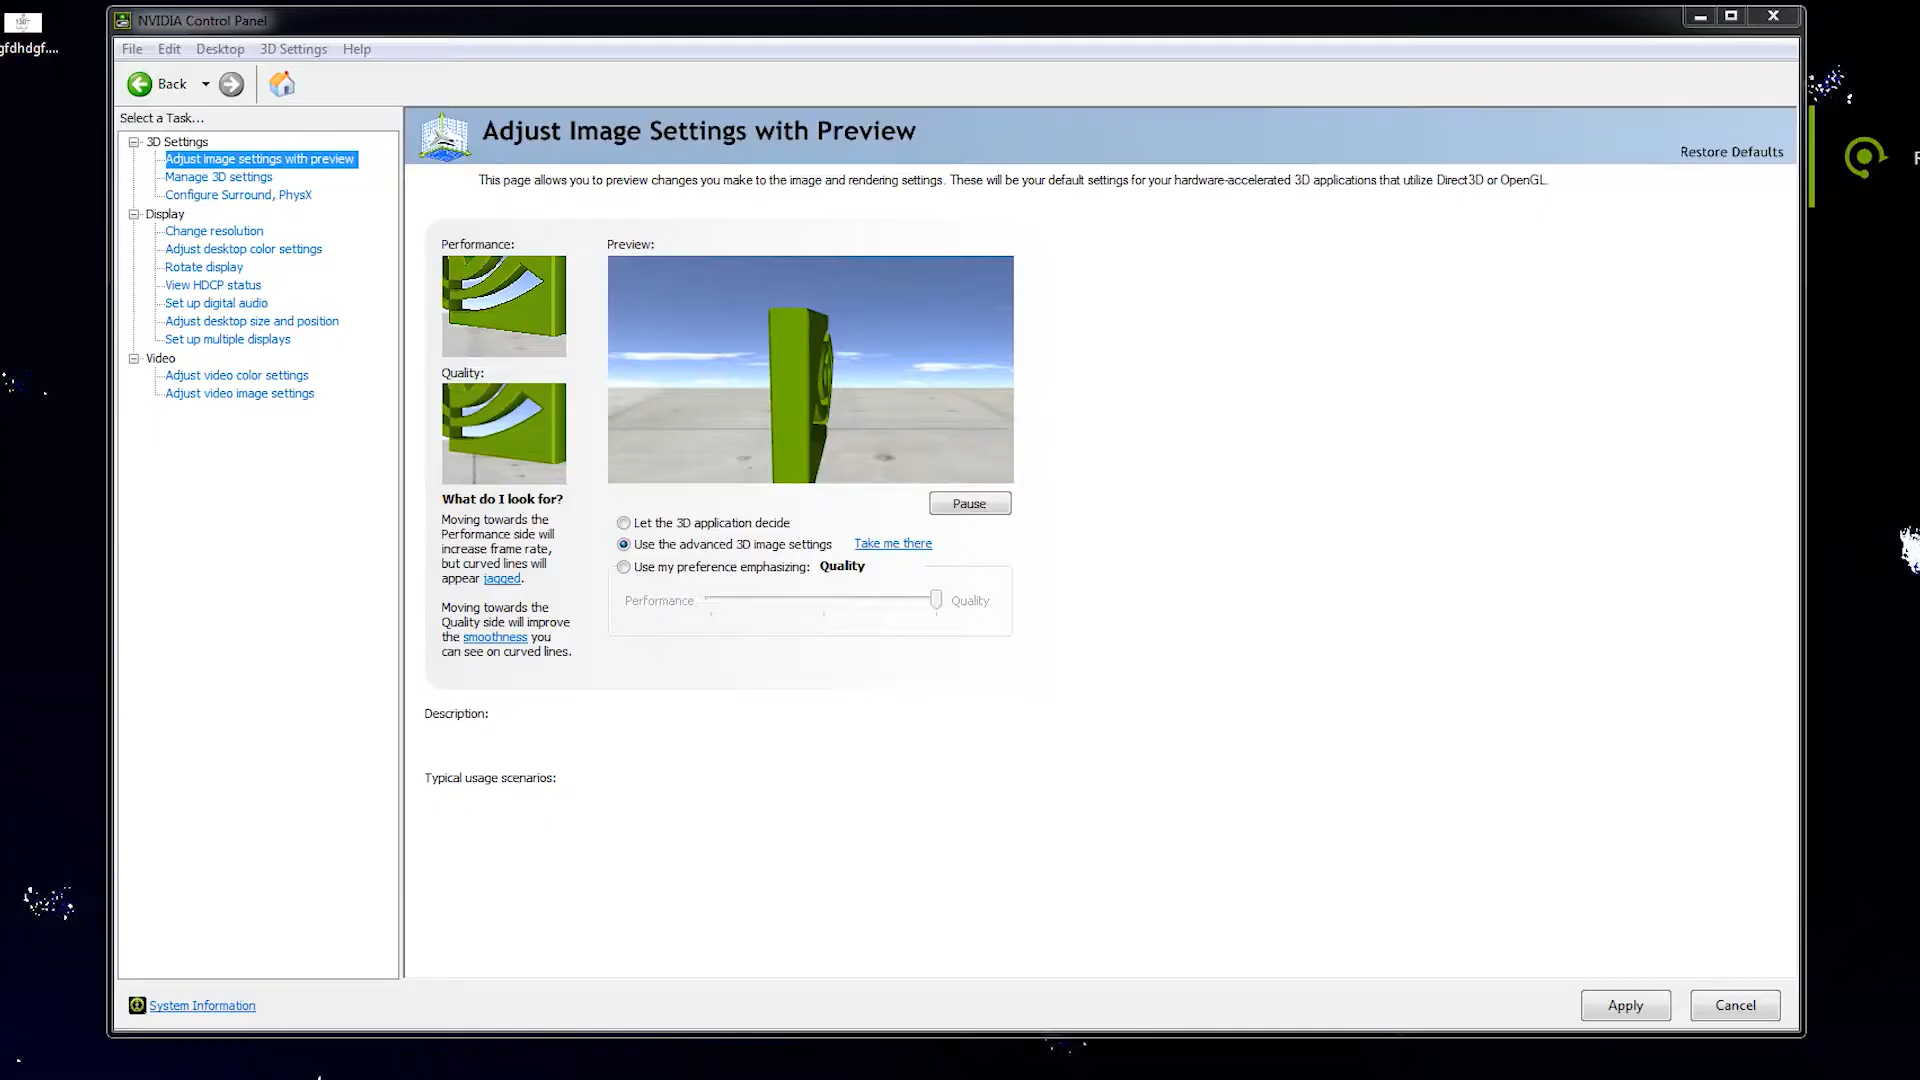 gfdhdgf....
NVIDIA Control Panel
File Edit Desktop 3D Settings Help
Back
Select a Task...
3D Settings
Adjust image settings with preview
Manage 3D settings
Configure Surround, PhysX
Display
Change resolution
Adjust desktop color settings
Rotate display
View HDCP status
Set up digital audio
Adjust desktop size and position
Set up multiple displays
Video
Adjust video color settings
Adjust video image settings
System Information
Adjust Image Settings with Preview
Restore Defaults
This page allows you to preview changes you make to the image and rendering settings. These will be your default settings for your hardware-accelerated 3D applications that utilize Direct3D or OpenGL.
Performance:
Quality:
What do I look for?
Moving towards the
Performance side will
increase frame rate,
but curved lines will
appear jagged.
Moving towards the
Quality side will improve
the smoothness you
can see on curved lines.
Preview:
Pause
Let the 3D application decide
Use the advanced 3D image settings Take me there
Use my preference emphasizing: Quality
Performance Quality
Description:
Typical usage scenarios:
Apply Cancel